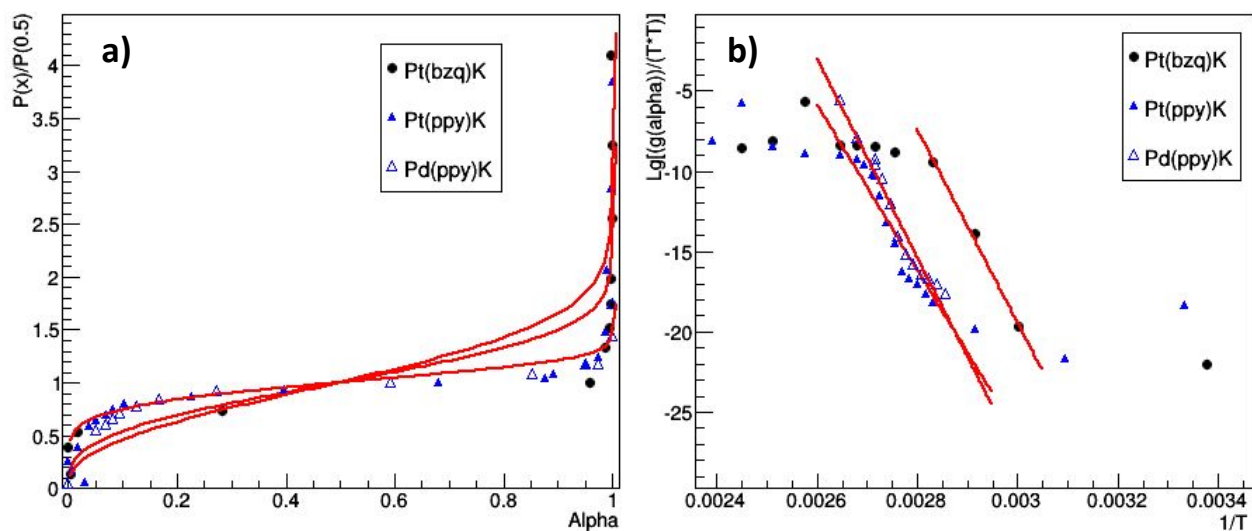 a)
P(x)/P(0.5)
4
3.5
3
2.5
2
1.5
1
0.5
0
0
0.2
0.4
0.6
0.8
1
Alpha
Pt(bzq)K
Pt(ppy)K
Pd(ppy)K
b)
Lg[(g(alpha))/(T*T)]
-5
-10
-15
-20
-25
0.0024
0.0026
0.0028
0.003
0.0032
0.0034
1/T
Pt(bzq)K
Pt(ppy)K
Pd(ppy)K